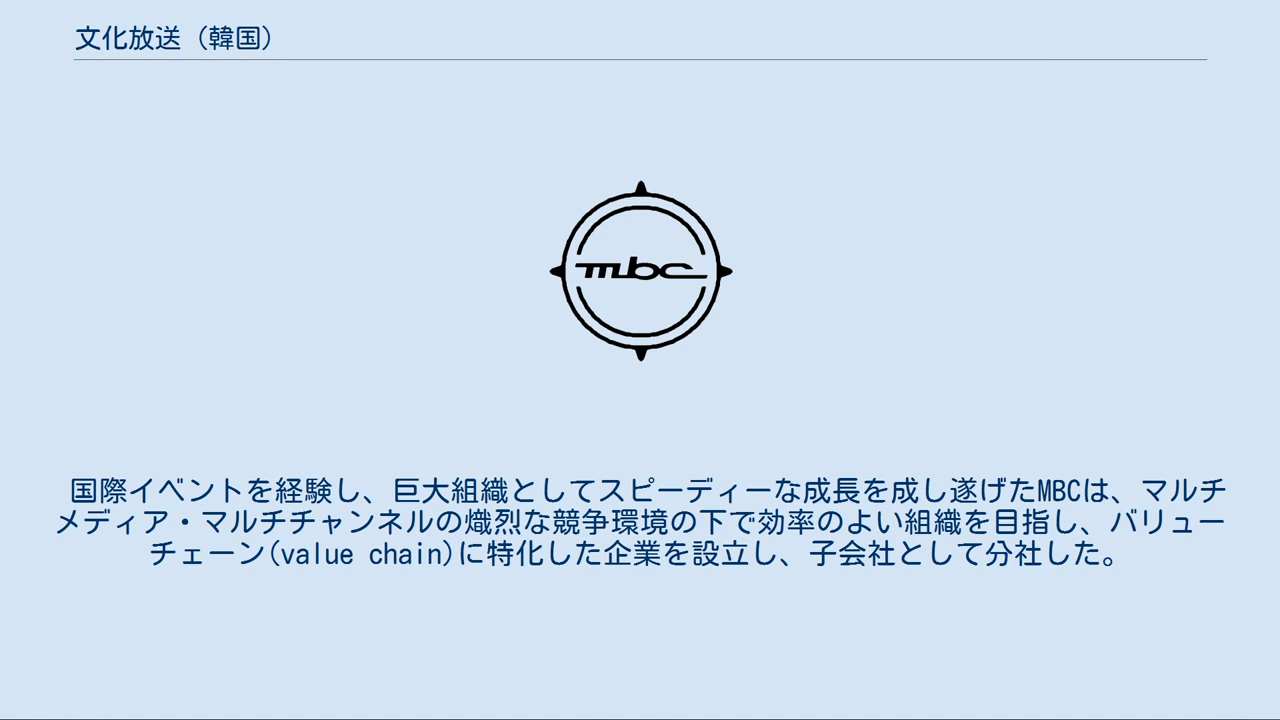 文化放送（韓国）
mbc
国際イベントを経験し、巨大組織としてスピーディーな成長を成し遂げたMBCは、マルチ
メディア・マルチチャンネルの熾烈な競争環境の下で効率のよい組織を目指し、バリュー
チェーン(value chain)に特化した企業を設立し、子会社として分社した。